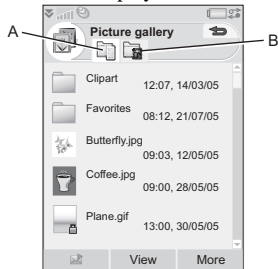 Picture gallery
A
B
Clipart
12:07, 14/03/05
Favorites
08:12, 21/07/05
Butterfly.jpg
09:03, 12/05/05
Coffee.jpg
09:00, 28/05/05
Plane.gif
13:00, 30/05/05
View
More